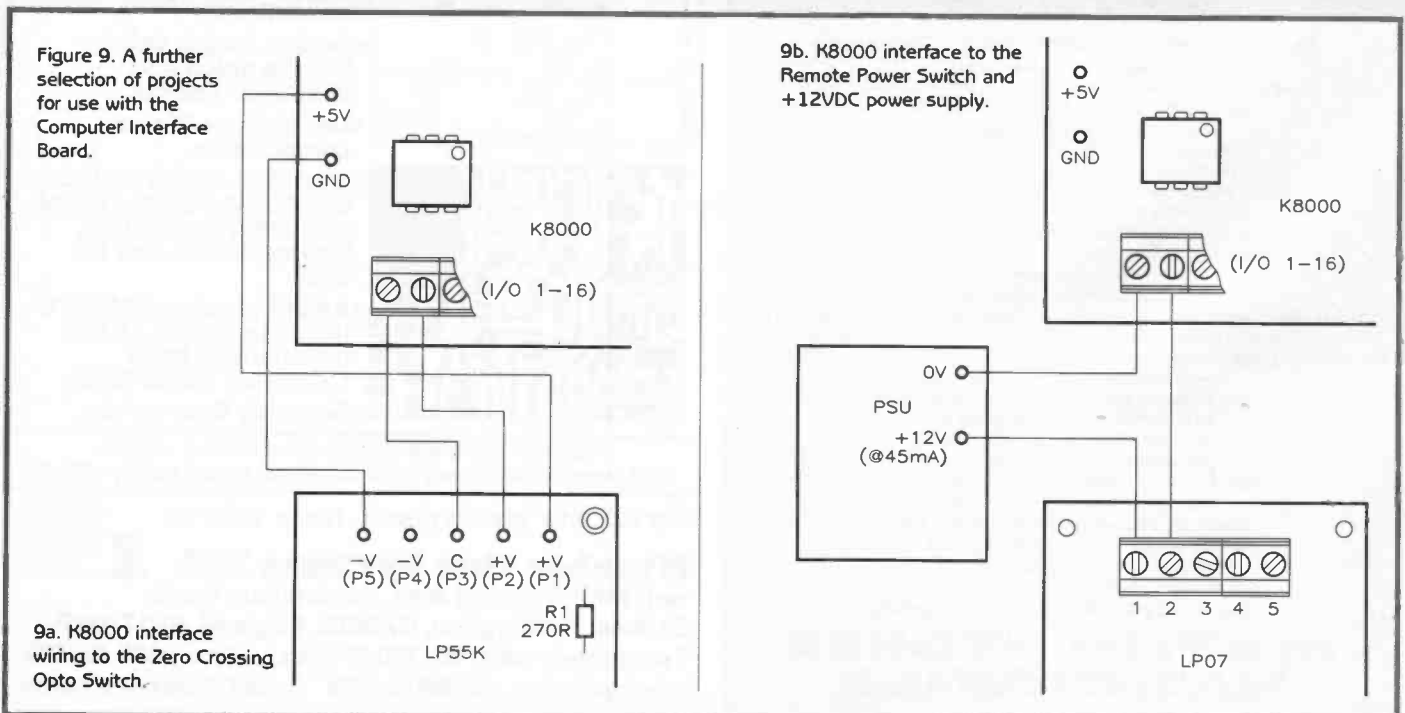 Figure 9. A further
selection of projects
for use with the
Computer Interface
Board.
+5V
GND
K8000
(I/O 1-16)
-V -V C +V +V
(P5) (P4) (P3) (P2) (P1)
R1
270R
LP55K
9a. K8000 interface
wiring to the Zero Crossing
Opto Switch.
9b. K8000 interface to the
Remote Power Switch and
+12VDC power supply.
+5V
GND
K8000
(I/O 1-16)
0V
PSU
+12V
(@45mA)
1 2 3 4 5
LP07